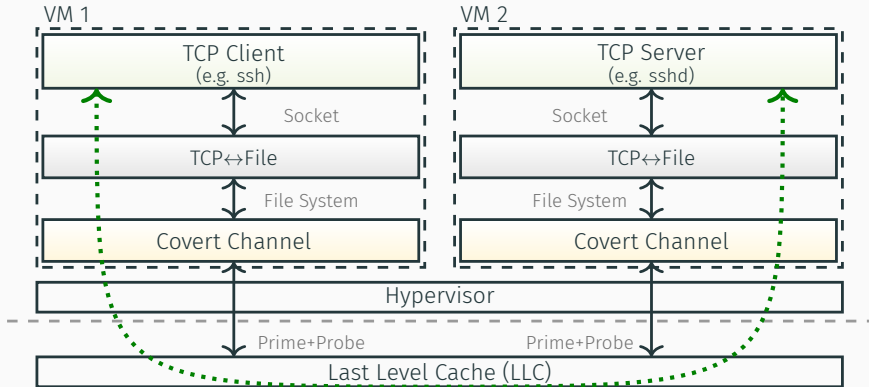 VM 1
VM 2
TCP Client
(e.g. ssh)
TCP Server
(e.g. sshd)
Socket
Socket
TCP↔File
TCP↔File
File System
File System
Covert Channel
Covert Channel
Hypervisor
Prime+Probe
Prime+Probe
Last Level Cache (LLC)